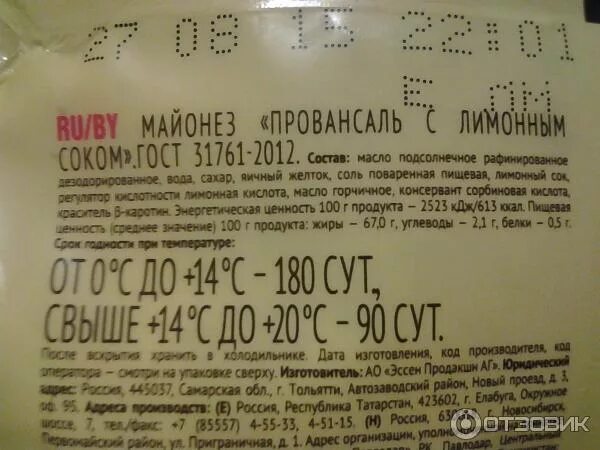 27 08 15 22:01
Е ПМ
RU/BY МАЙОНЕЗ «ПРОВАНСАЛЬ С ЛИМОННЫМ
СОКОМ».ГОСТ 31761-2012. Состав: масло подсолнечное рафинированное
дезодорированное, вода, сахар, яичный желток, соль поваренная пищевая, лимонный сок,
регулятор кислотности лимонная кислота, масло горчичное, консервант сорбиновая кислота,
краситель β-каротин. Энергетическая ценность 100 г продукта – 2523 кДж/613 ккал. Пищевая
ценность (среднее значение) 100 г продукта: жиры – 67,0 г, углеводы – 2,1 г, белки – 0,5 г.
Срок годности при температуре:
ОТ 0°С ДО +14°С – 180 СУТ.,
СВЫШЕ +14°С ДО +20°С – 90 СУТ.
После вскрытия хранить в холодильнике. Дата изготовления, код производителя, код
оператора – смотри на упаковке сверху. Изготовитель: АО «Эссен Продакшн АГ». Юридический
адрес: Россия, 445037, Самарская обл., г. Тольятти, Автозаводский район, Новый проезд, д. 3,
оф. 95. Адреса производств: (Е) Россия, Республика Татарстан, 423602, г. Елабуга, Окружное
шоссе, 7, тел./факс: +7 (85557) 4-55-33, 4-51-15. (Н) Россия, г. Новосибирск,
Первомайский район, ул. Приграничная, д. 1. Адрес организации,
РК, Павлодар, Центральный
ОТЗОВИК